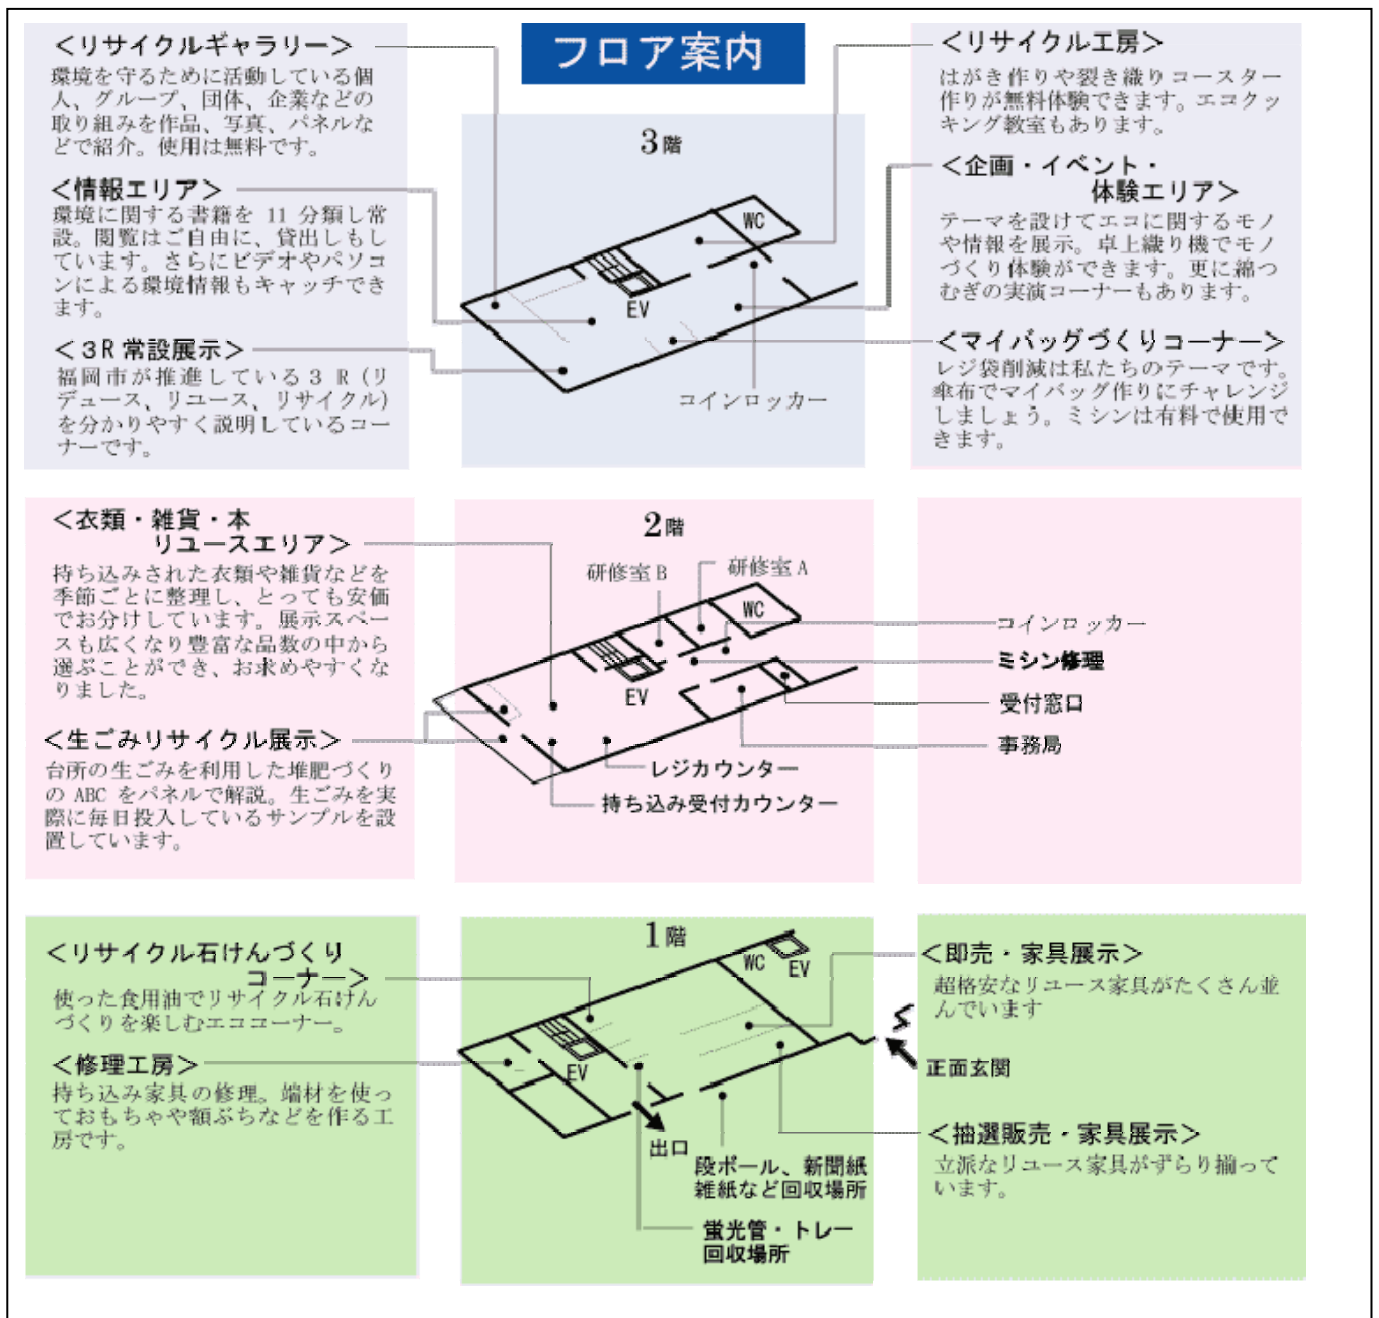 フロア案内
＜リサイクルギャラリー＞
環境を守るために活動している個
人、グループ、団体、企業などの
取り組みを作品、写真、パネルな
どで紹介。使用は無料です。
＜情報エリア＞
環境に関する書籍を 11 分類し常
設。閲覧はご自由に、貸出しもし
ています。さらにビデオやパソコ
ンによる環境情報もキャッチでき
ます。
＜3R 常設展示＞
福岡市が推進している3 R（リ
デュース、リユース、リサイクル）
を分かりやすく説明しているコー
ナーです。
3階
WC
EV
コインロッカー
＜リサイクル工房＞
はがき作りや裂き織りコースター
作りが無料体験できます。エコクッ
キング教室もあります。
＜企画・イベント・
体験エリア＞
テーマを設けてエコに関するモノ
や情報を展示。卓上織り機でモノ
づくり体験ができます。更に綿つ
むぎの実演コーナーもあります。
＜マイバッグづくりコーナー＞
レジ袋削減は私たちのテーマです。
傘布でマイバッグ作りにチャレンジ
しましょう。ミシンは有料で使用で
きます。
＜衣類・雑貨・本
リユースエリア＞
持ち込みされた衣類や雑貨などを
季節ごとに整理し、とっても安価
でお分けしています。展示スペー
スも広くなり豊富な品数の中から
選ぶことができ、お求めやすくな
りました。
＜生ごみリサイクル展示＞
台所の生ごみを利用した堆肥づくり
の ABC をパネルで解説。生ごみを実
際に毎日投入しているサンプルを設
置しています。
2階
研修室 B
研修室 A
WC
EV
レジカウンター
持ち込み受付カウンター
コインロッカー
ミシン修理
受付窓口
事務局
＜リサイクル石けんづくり
コーナー＞
使った食用油でリサイクル石けん
づくりを楽しむエココーナー。
＜修理工房＞
持ち込み家具の修理。端材を使っ
ておもちゃや額ぶちなどを作る工
房です。
1階
WC
EV
EV
出口
段ボール、新聞紙
雑紙など回収場所
蛍光管・トレー
回収場所
＜即売・家具展示＞
超格安なリユース家具がたくさん並
んでいます
正面玄関
＜抽選販売・家具展示＞
立派なリユース家具がずらり揃って
います。